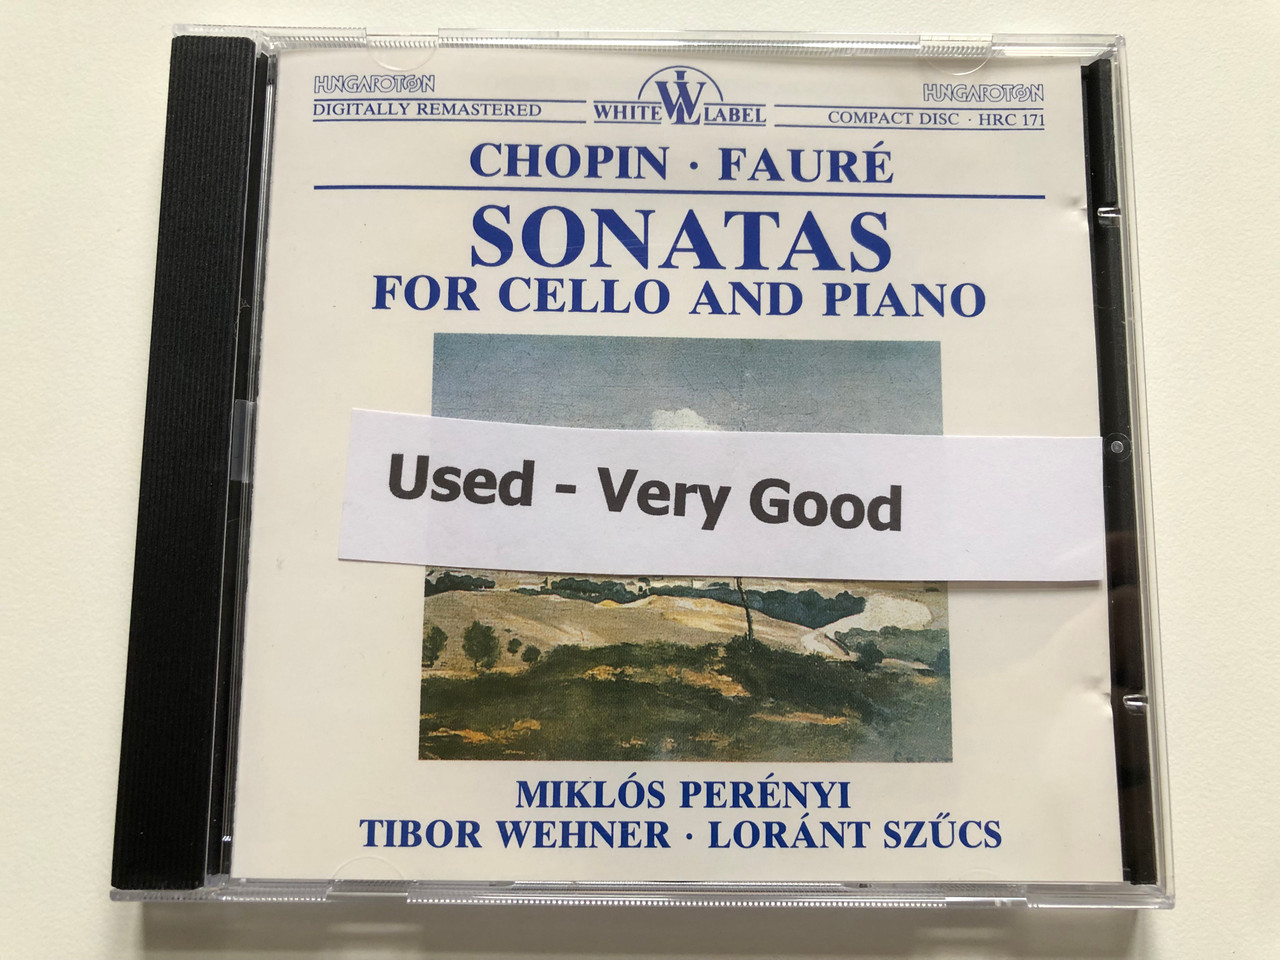 HUNGAROTON
HUNGAROTON
DIGITALLY REMASTERED
WL
WHITE LABEL
COMPACT DISC · HRC 171
CHOPIN · FAURÉ
SONATAS
FOR CELLO AND PIANO
Used - Very Good
MIKLÓS PERÉNYI
TIBOR WEHNER · LORÁNT SZŰCS